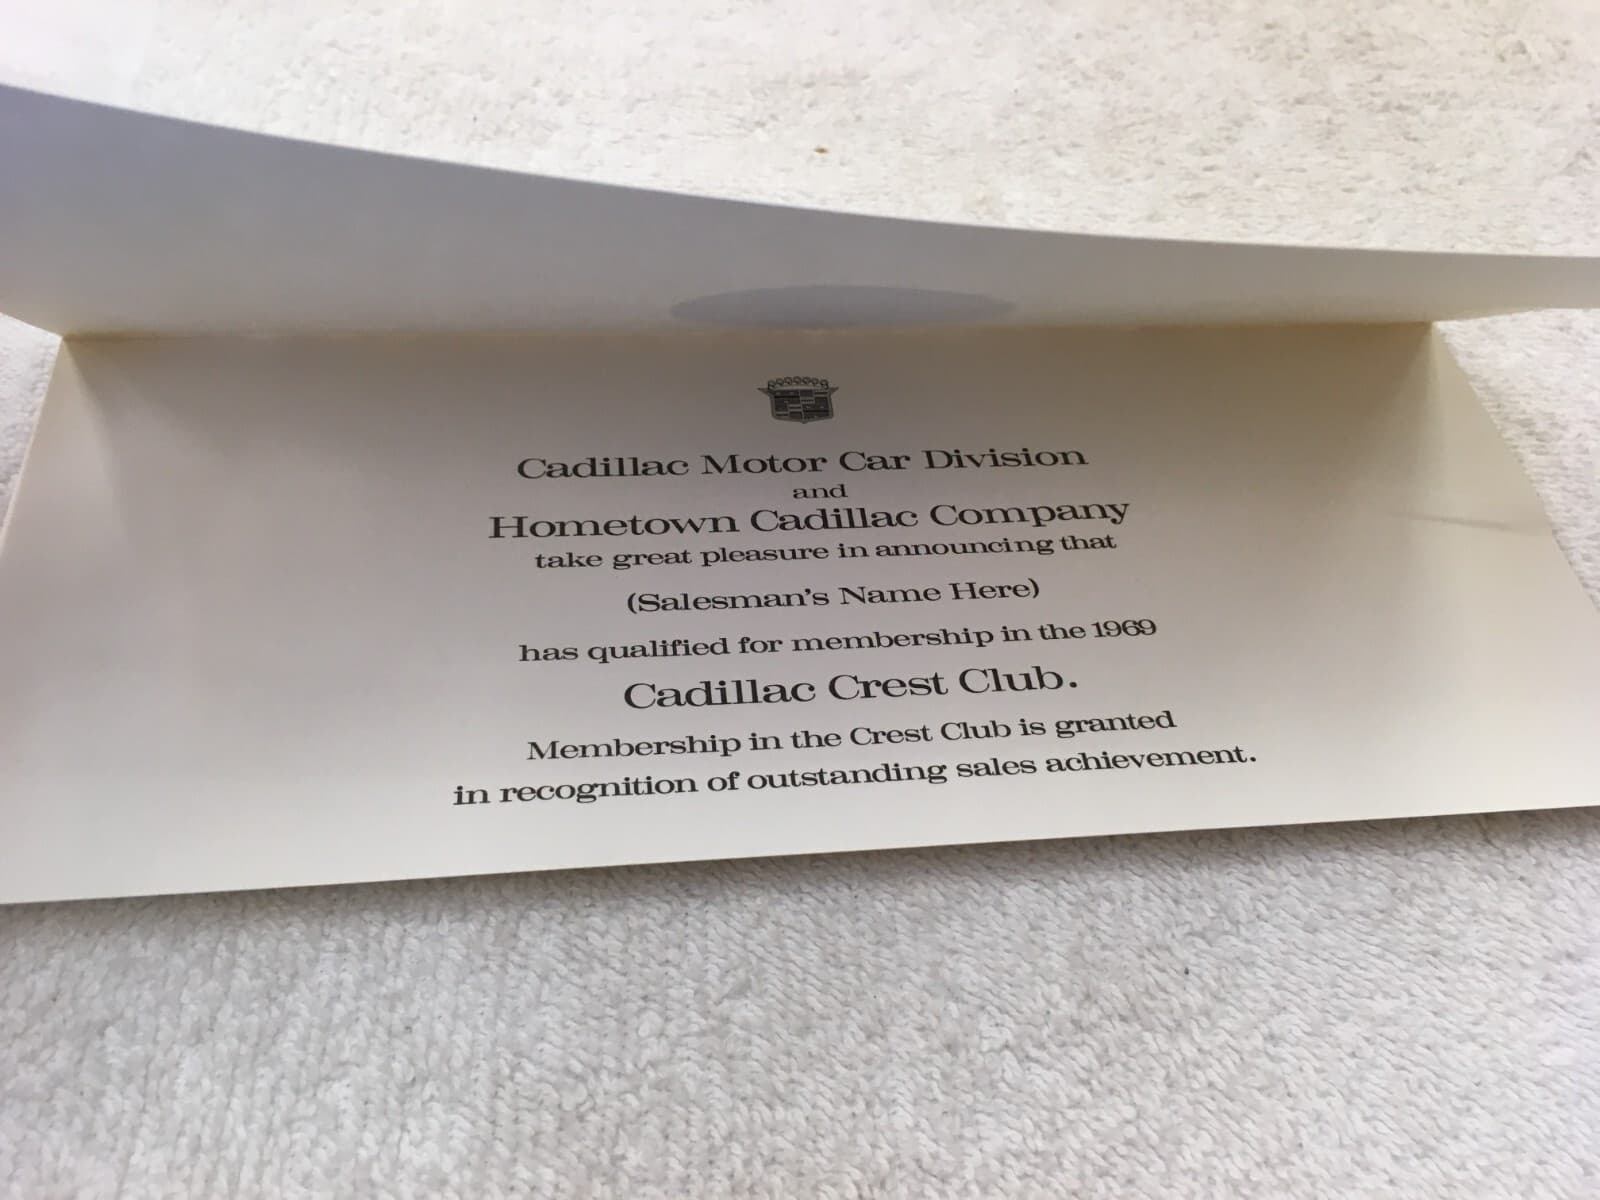 Cadillac Motor Car Division
and
Hometown Cadillac Company
take great pleasure in announcing that
(Salesman's Name Here)
has qualified for membership in the 1969
Cadillac Crest Club.
Membership in the Crest Club is granted
in recognition of outstanding sales achievement.